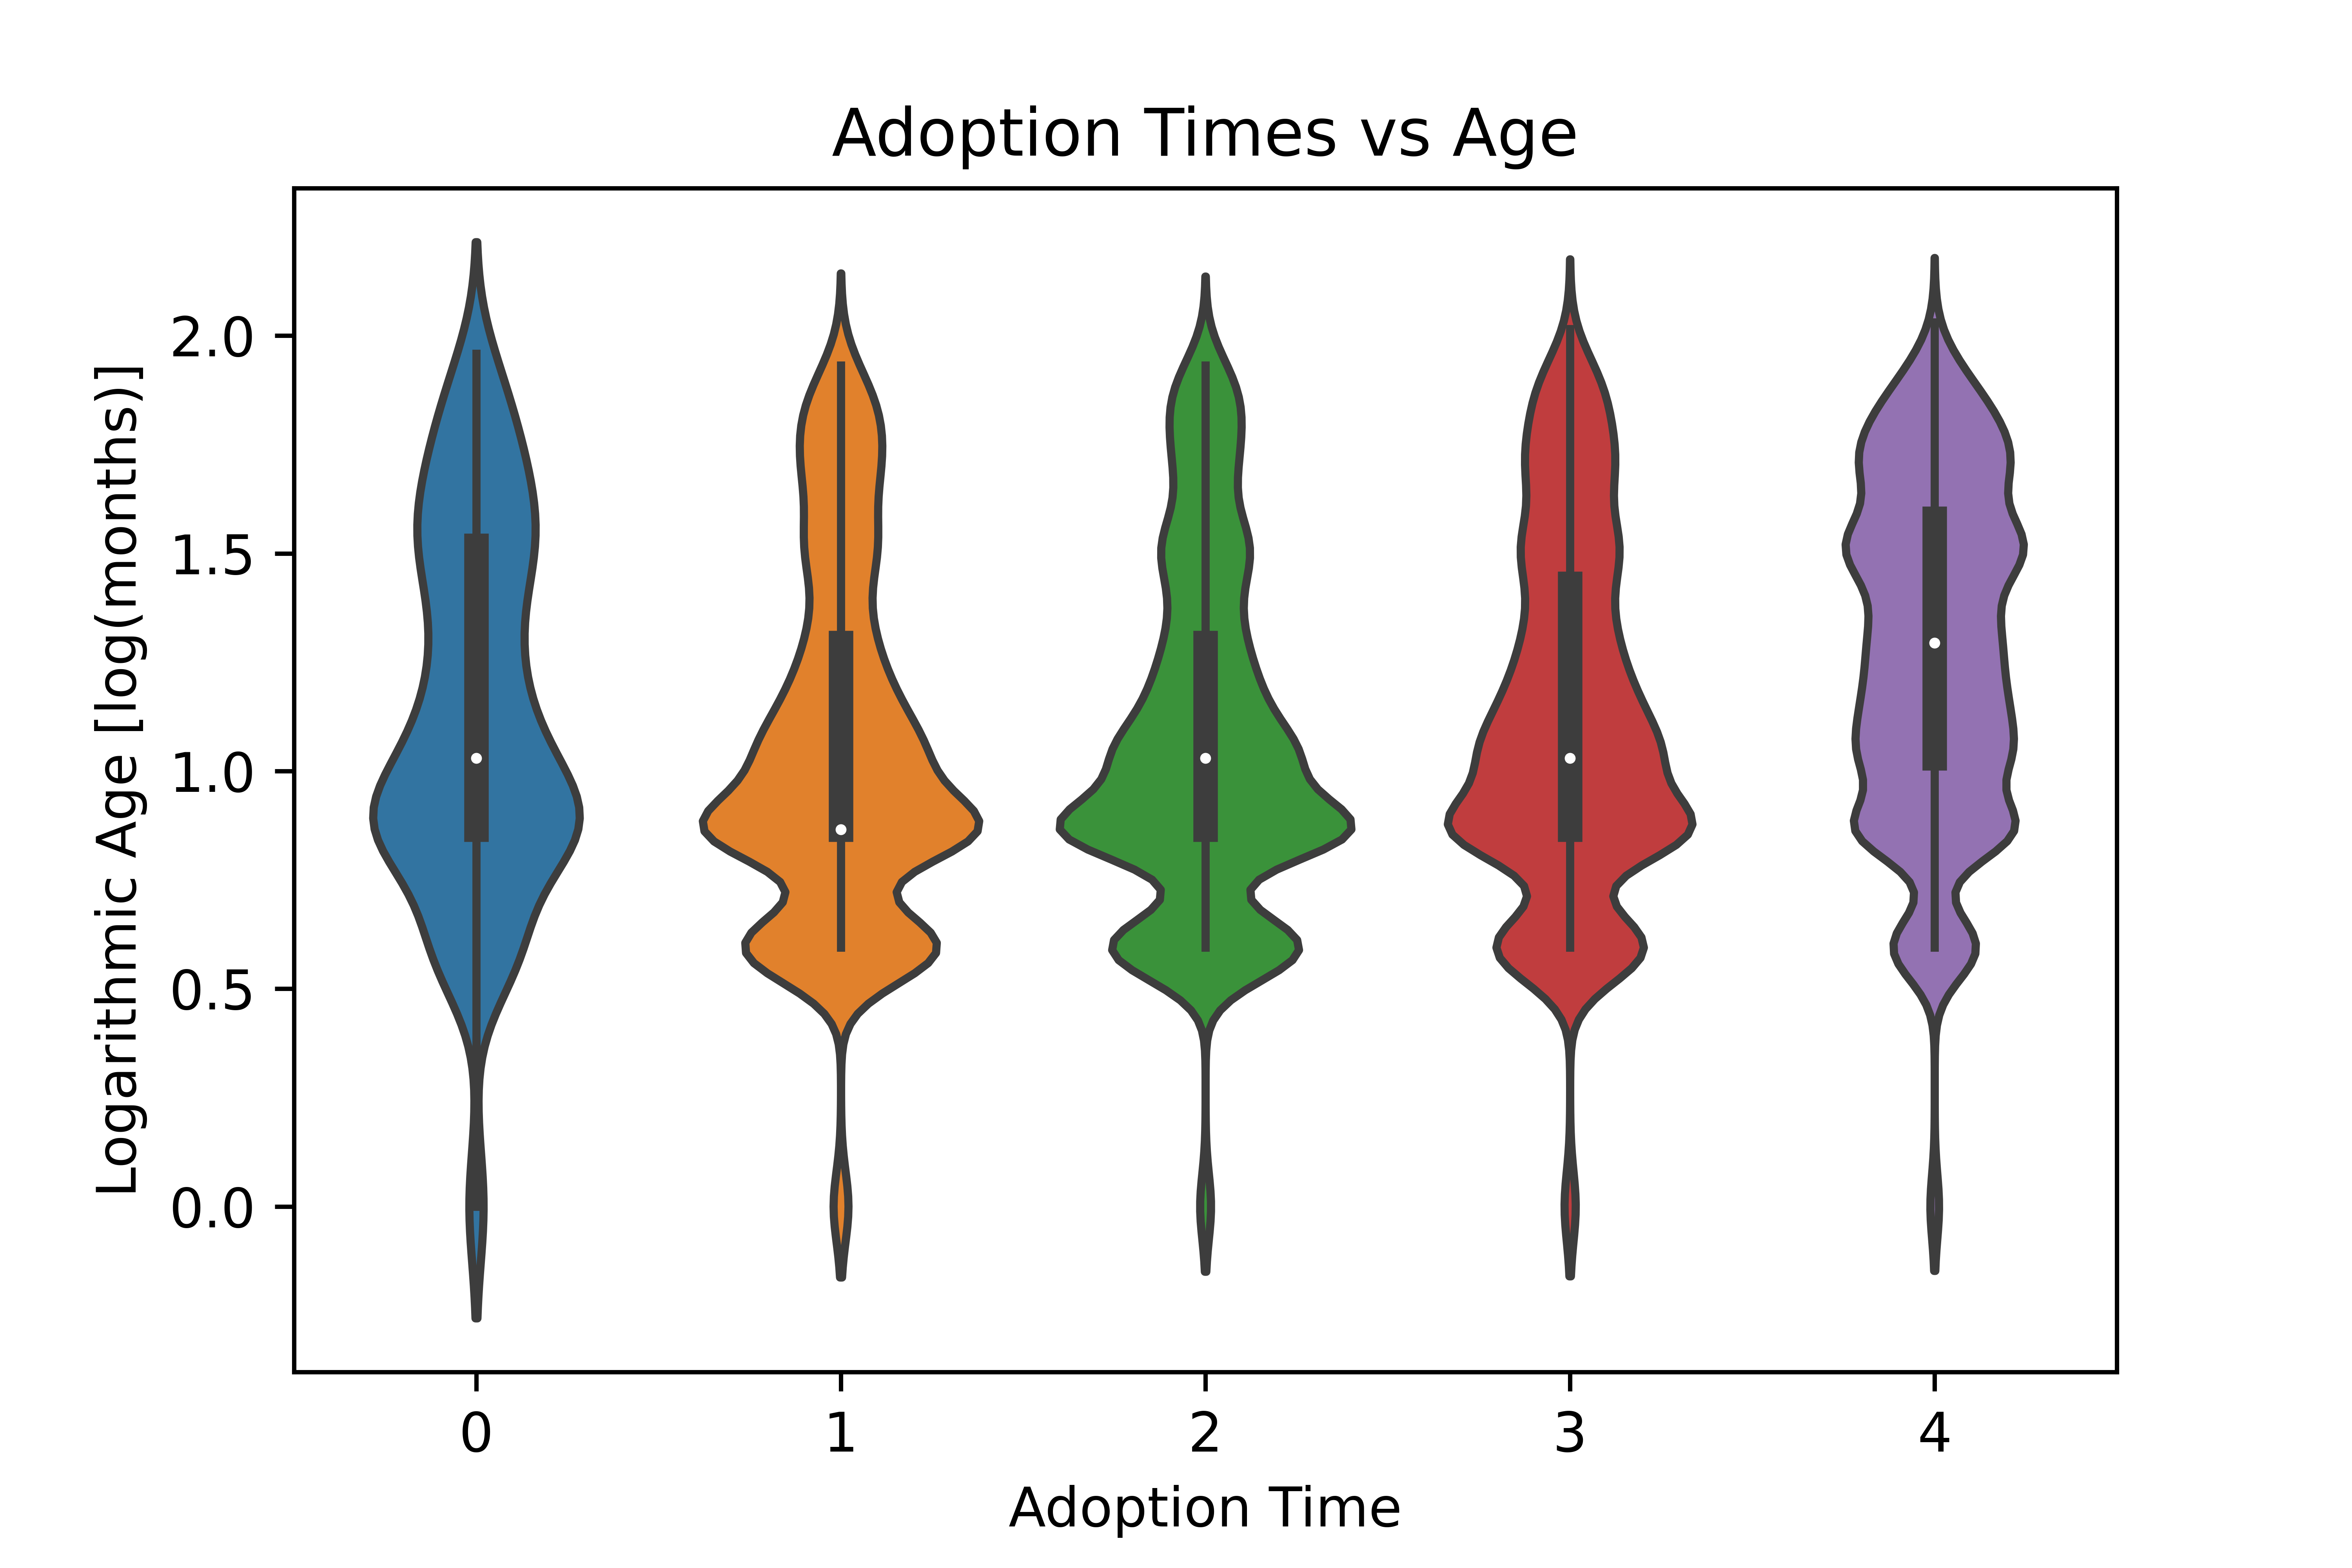 Adoption Times vs Age
Logarithmic Age [log(months)]
2.0
1.5
1.0
0.5
0.0
0 1 2 3 4
Adoption Time